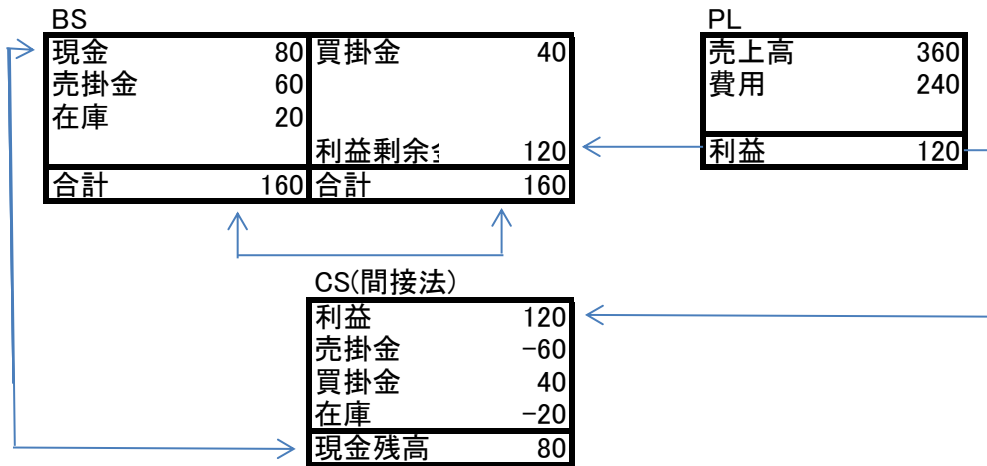 BS
現金 80 買掛金 40
売掛金 60
在庫 20
利益剰余 120
合計 160 合計 160
PL
売上高 360
費用 240
利益 120
CS(間接法)
利益 120
売掛金 -60
買掛金 40
在庫 -20
現金残高 80